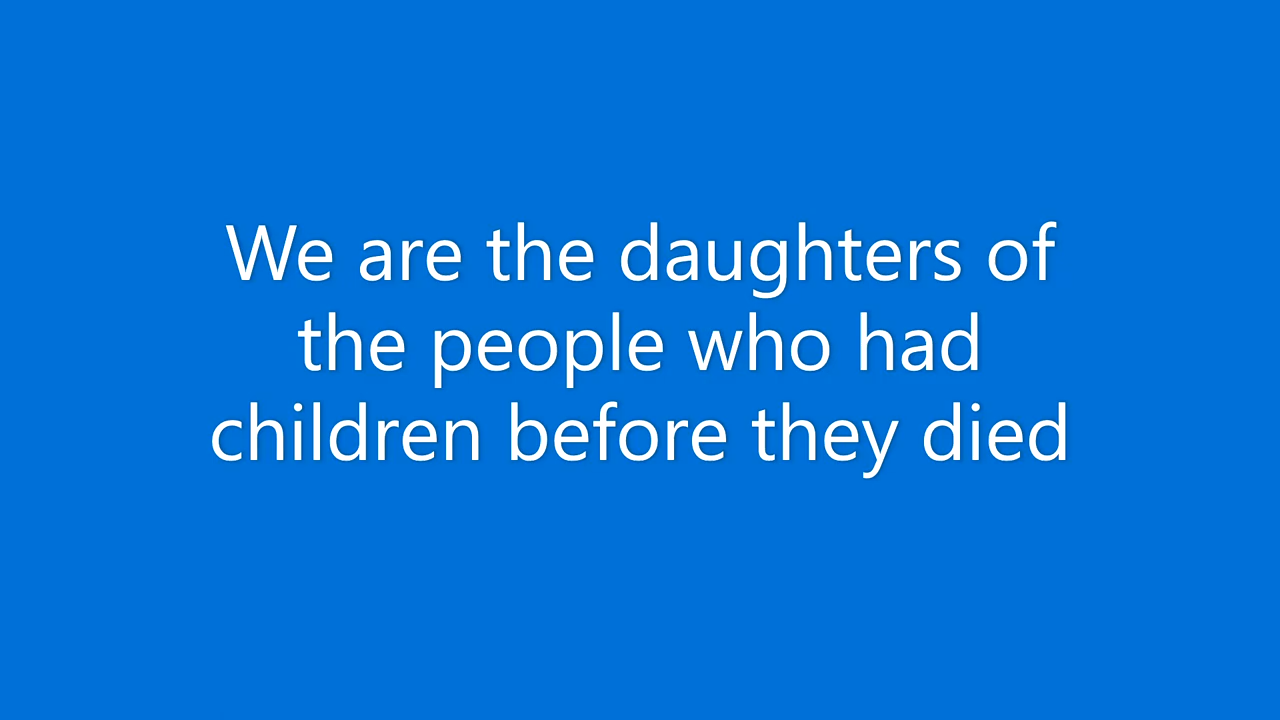 We are the daughters of
the people who had
children before they died